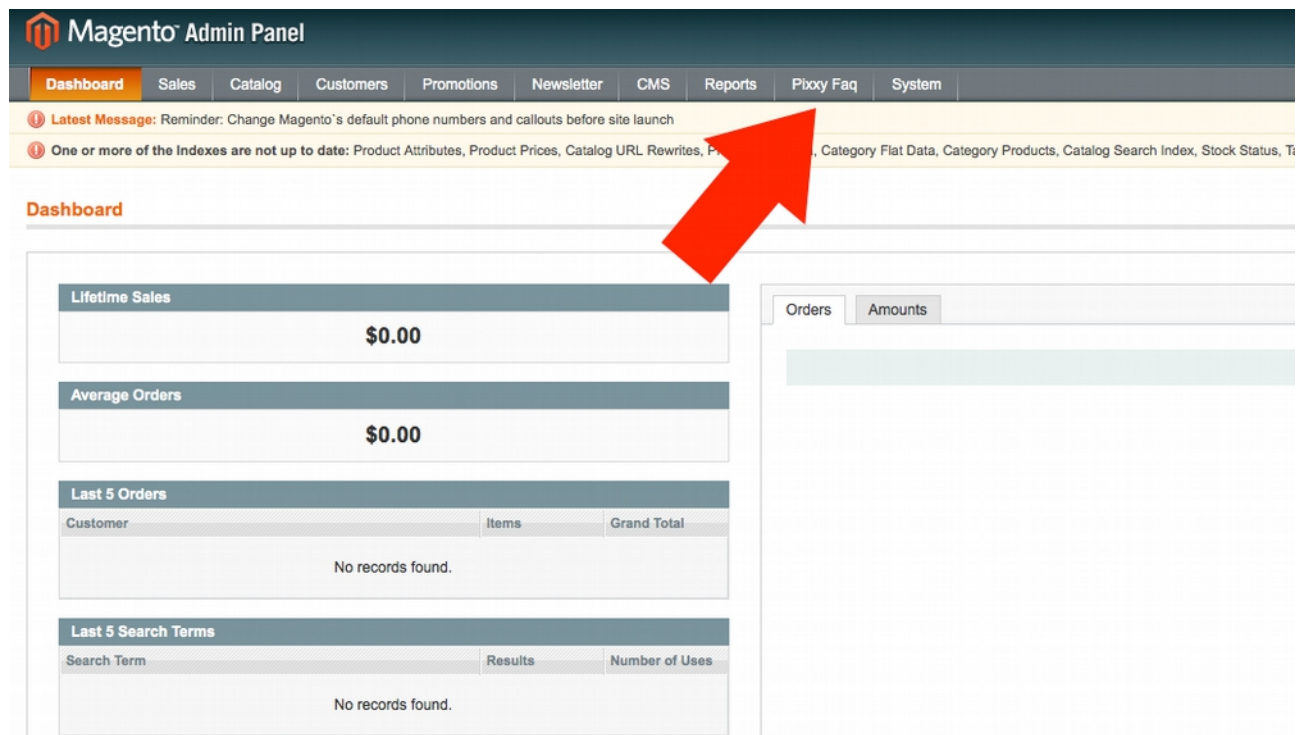 Magento™ Admin Panel
Dashboard Sales Catalog Customers Promotions Newsletter CMS Reports Pixxy Faq System
Latest Message: Reminder: Change Magento`s default phone numbers and callouts before site launch
One or more of the Indexes are not up to date: Product Attributes, Product Prices, Catalog URL Rewrites, , Category Flat Data, Category Products, Catalog Search Index, Stock Status,
Dashboard
Lifetime Sales
$0.00
Average Orders
$0.00
Last 5 Orders
Customer Items Grand Total
No records found.
Last 5 Search Terms
Search Term Results Number of Uses
No records found.
Orders Amounts